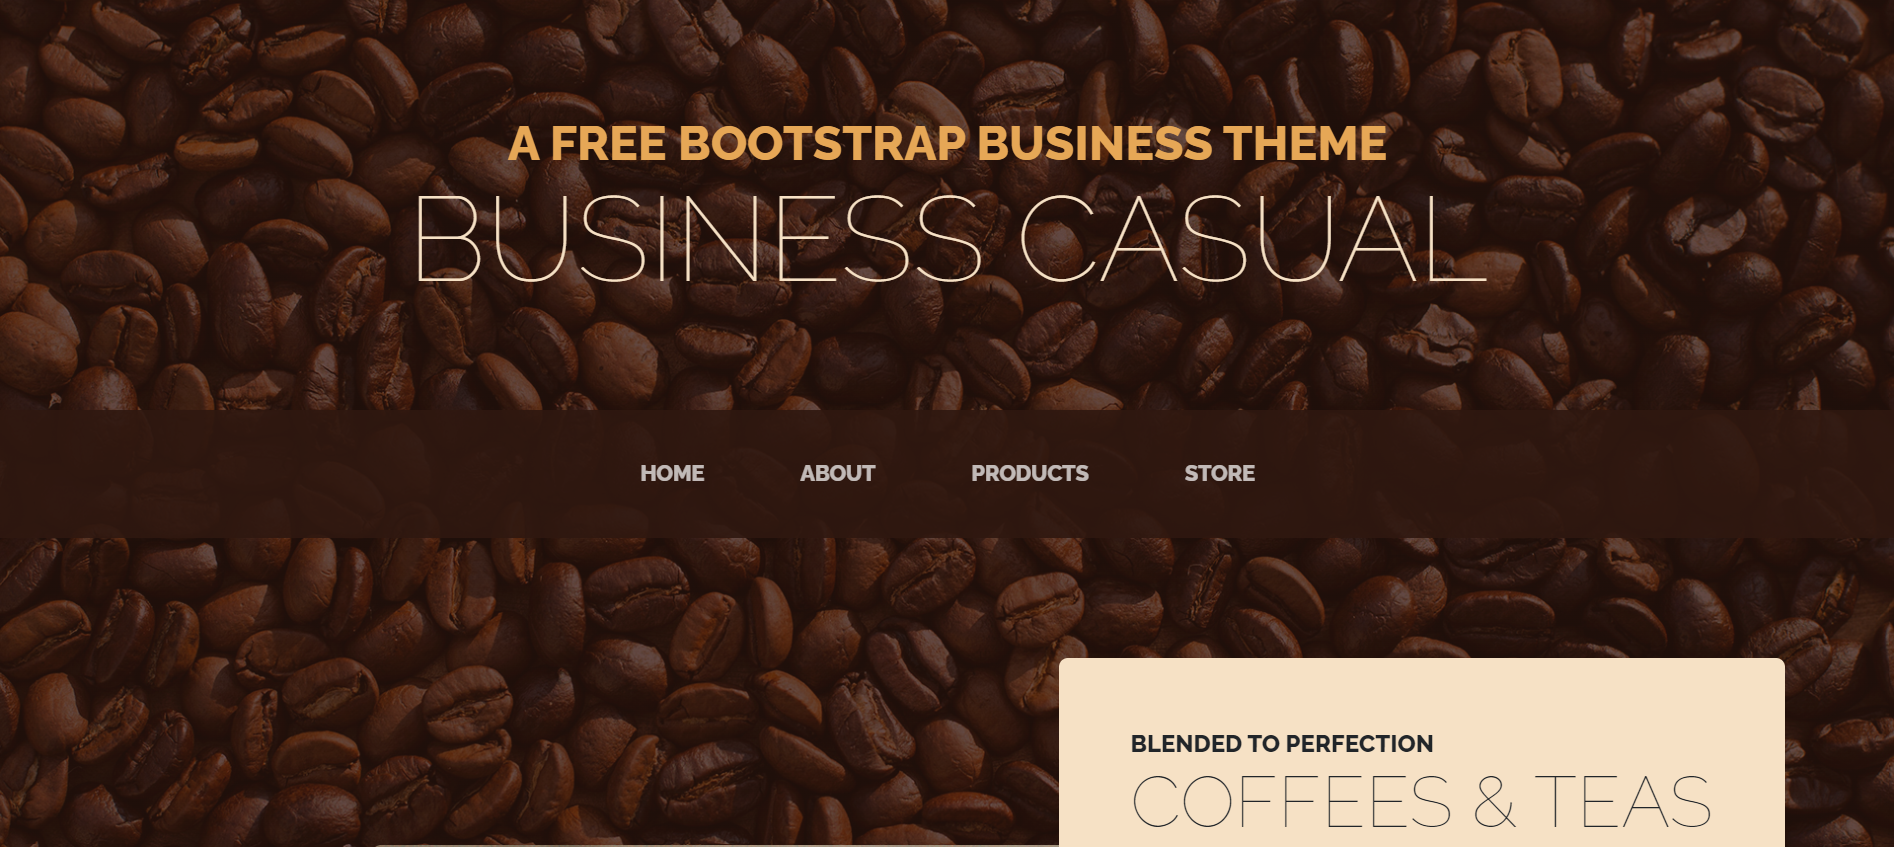 A FREE BOOTSTRAP BUSINESS THEME
BUSINESS CASUAL
HOME ABOUT PRODUCTS STORE
BLENDED TO PERFECTION
COFFEES & TEAS